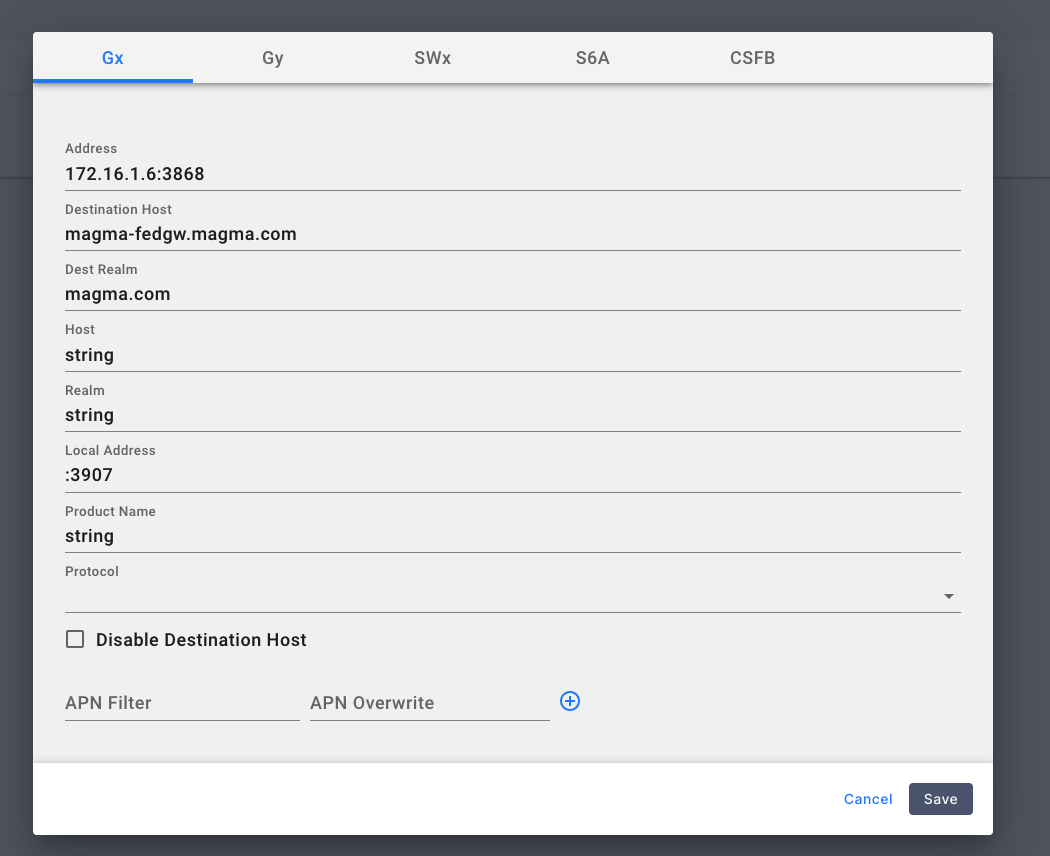 Gx Gy SWx S6A CSFB
Address
172.16.1.6:3868
Destination Host
magma-fedgw.magma.com
Dest Realm
magma.com
Host
string
Realm
string
Local Address
:3907
Product Name
string
Protocol
Disable Destination Host
APN Filter APN Overwrite
Cancel Save